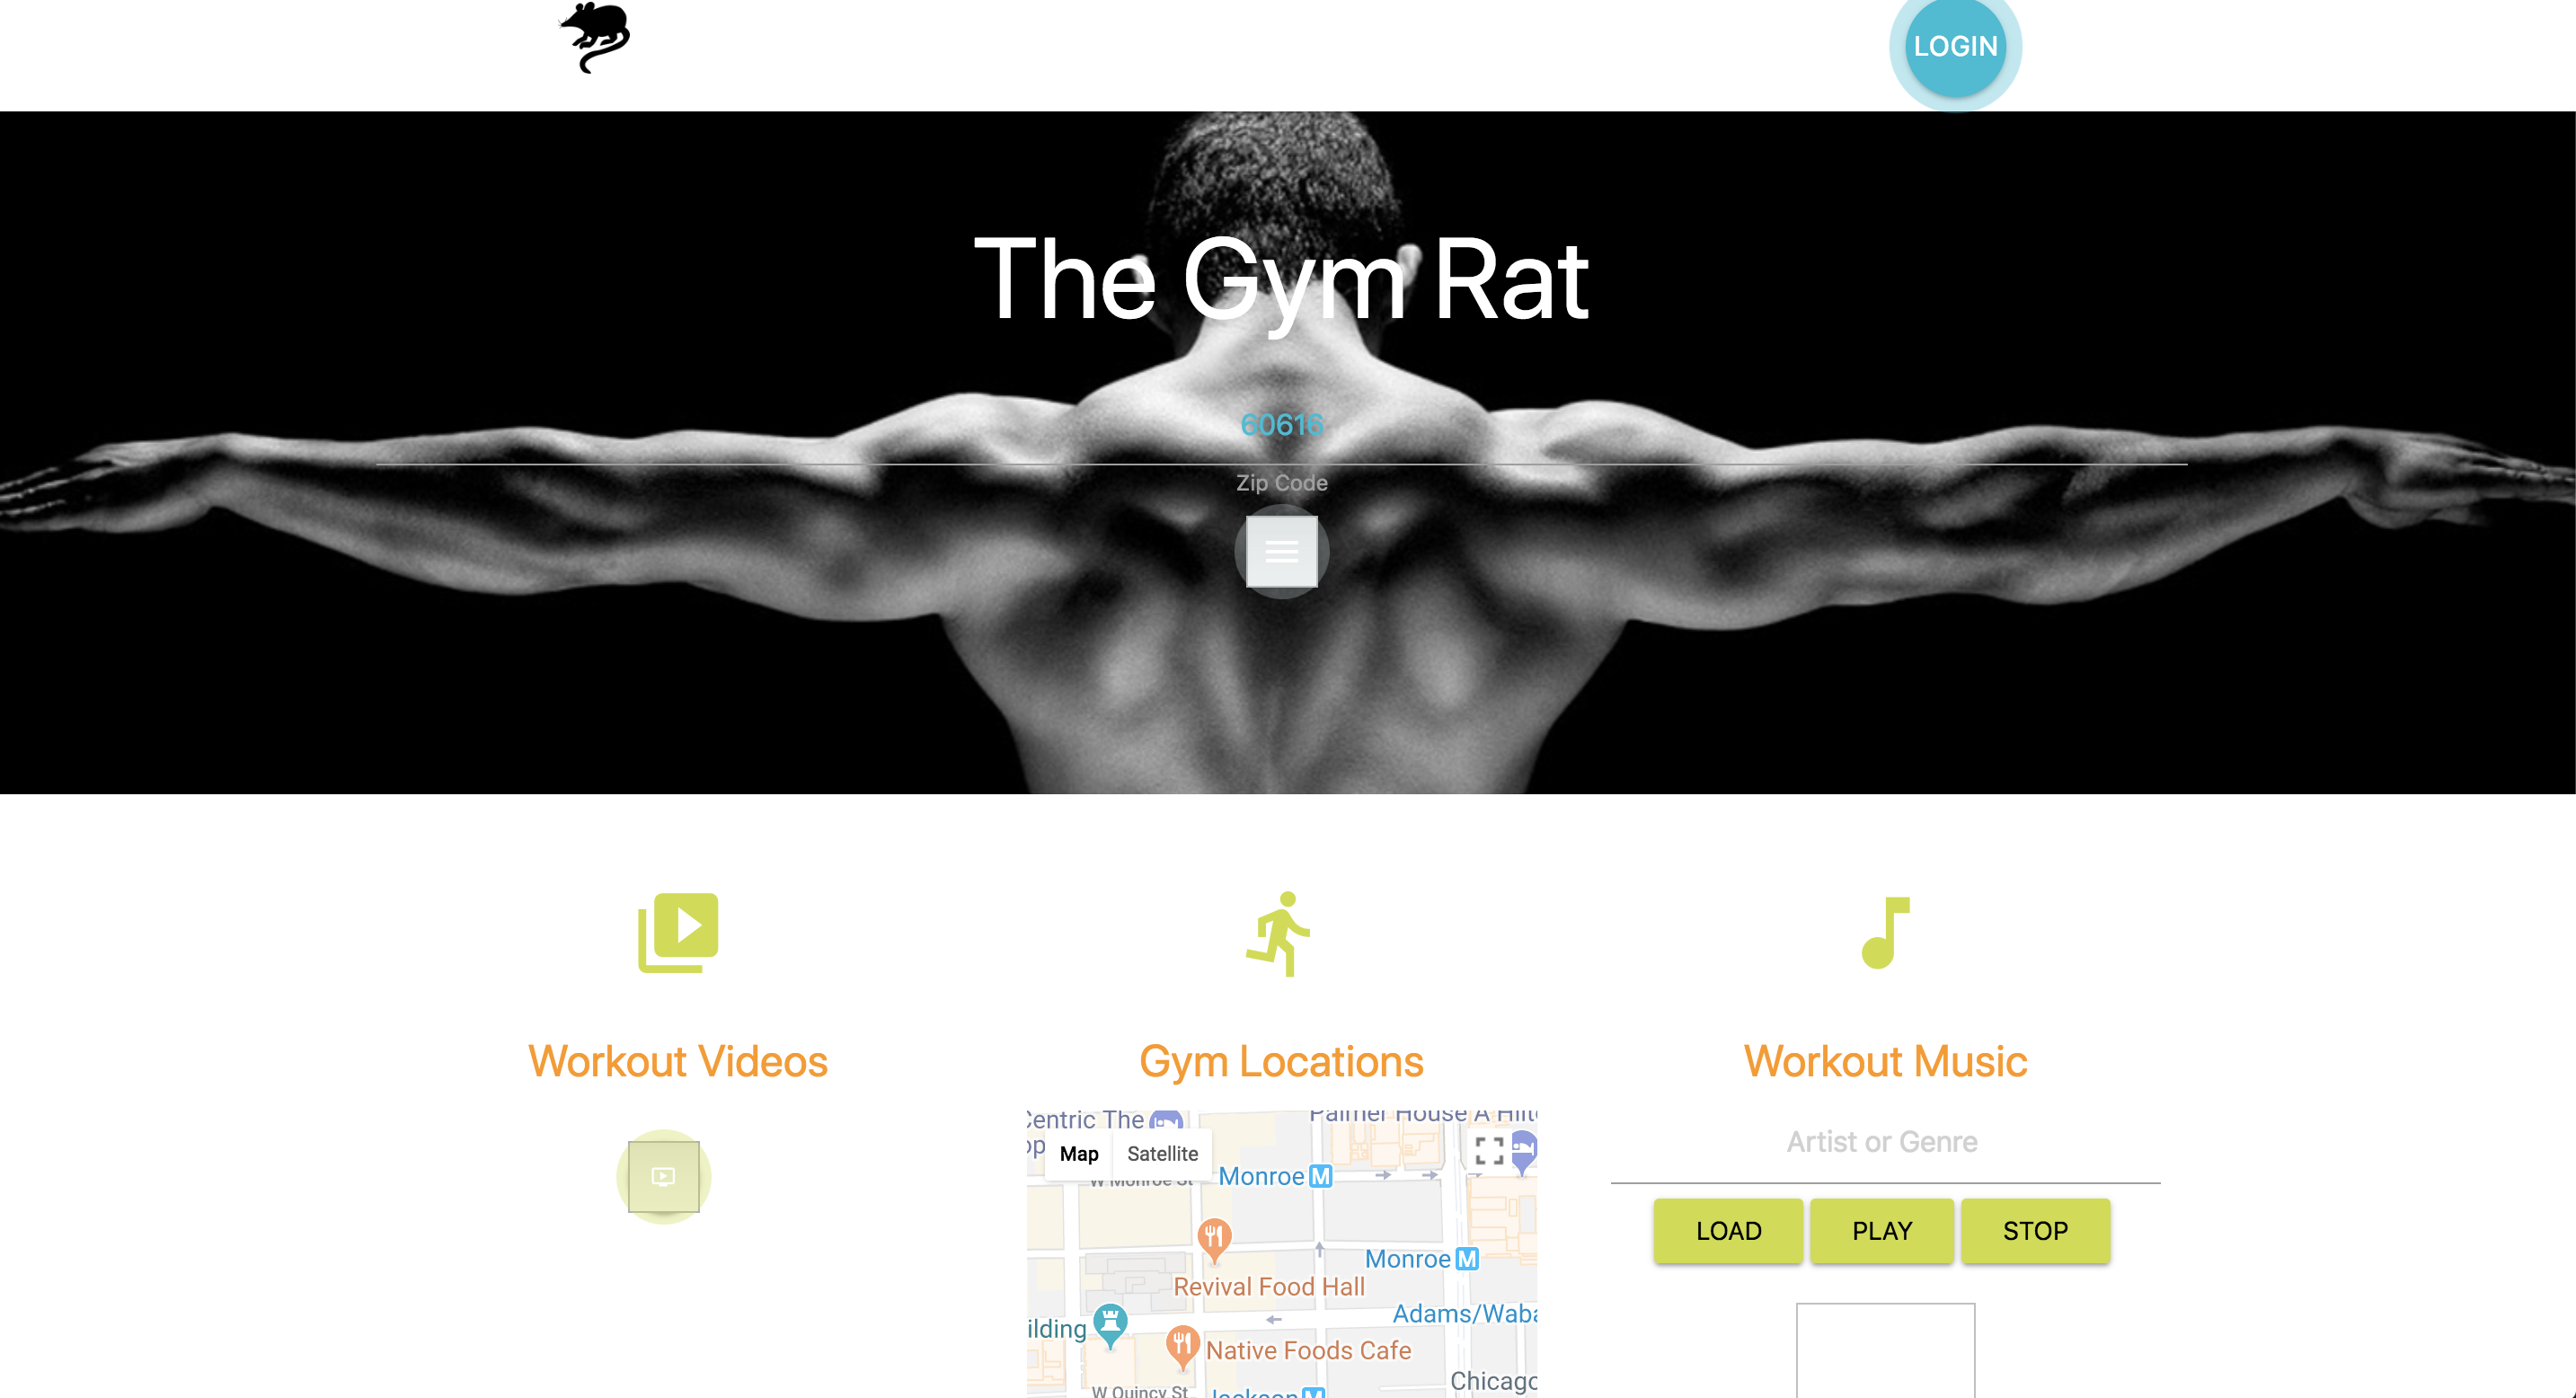 LOGIN
The Gym Rat
60616
Zip Code
Workout Videos
Gym Locations
Workout Music
Centric The
Palmer House A Hilt
Map
Satellite
W Monroe St
Monroe M
Revival Food Hall
Monroe M
Adams/Waba
ilding
Native Foods Cafe
Chicago
W Quincy St
Jackson M
Artist or Genre
LOAD
PLAY
STOP